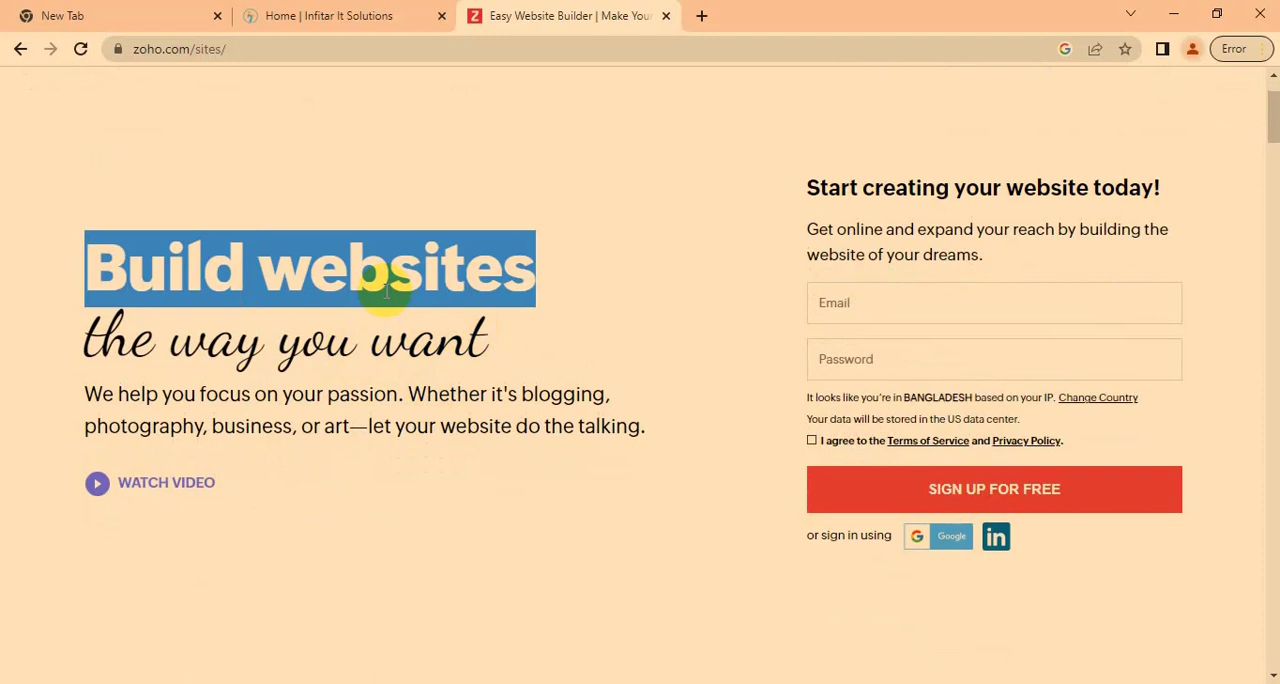 New Tab
Home | Infitar It Solutions
Easy Website Builder | Make Your
zoho.com/sites/
Error
Build websites
the way you want
We help you focus on your passion. Whether it's blogging,
photography, business, or art—let your website do the talking.
WATCH VIDEO
Start creating your website today!
Get online and expand your reach by building the
website of your dreams.
Email
Password
It looks like you're in BANGLADESH based on your IP. Change Country
Your data will be stored in the US data center.
I agree to the Terms of Service and Privacy Policy.
SIGN UP FOR FREE
or sign in using
Google
in